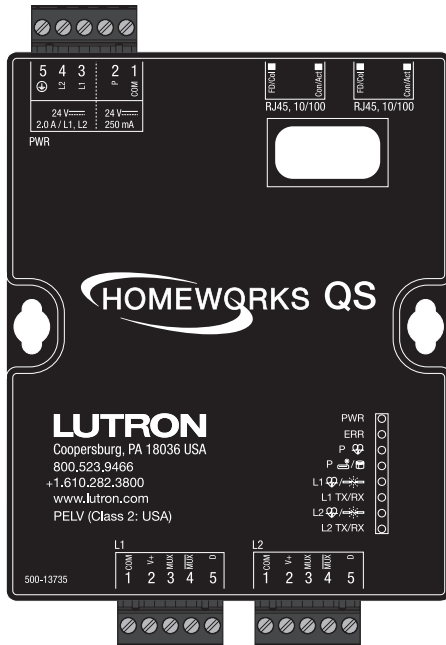 5 4 3 2 1
L2 L1 P COM
24 V 24 V
2.0 A / L1, L2 250 mA
PWR
FD/Col Con/Act FD/Col Con/Act
RJ45, 10/100 RJ45, 10/100
HOMEWORKS QS
LUTRON
Coopersburg, PA 18036 USA
800.523.9466
+1.610.282.3800
www.lutron.com
PELV (Class 2: USA)
PWR
ERR
P
P /
L1 /
L1 TX/RX
L2 /
L2 TX/RX
L1 L2
COM V+ MUX MUX D COM V+ MUX MUX D
1 2 3 4 5 1 2 3 4 5
500-13735